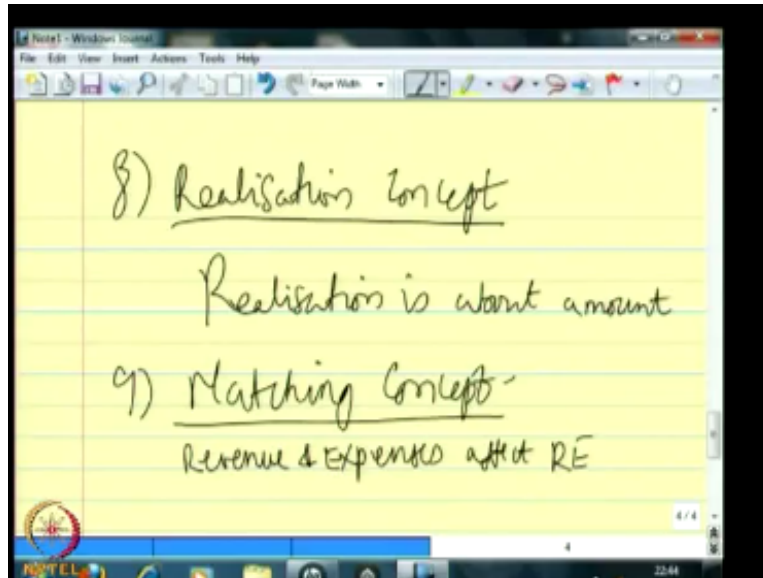 Note1 - Windows Journal
File Edit View Insert Actions Tools Help
Page Width
8) Realisation Concept
Realisation is about amount
9) Matching Concept
Revenue & Expenses affect RE
4/4
4
NPTEL
22:44